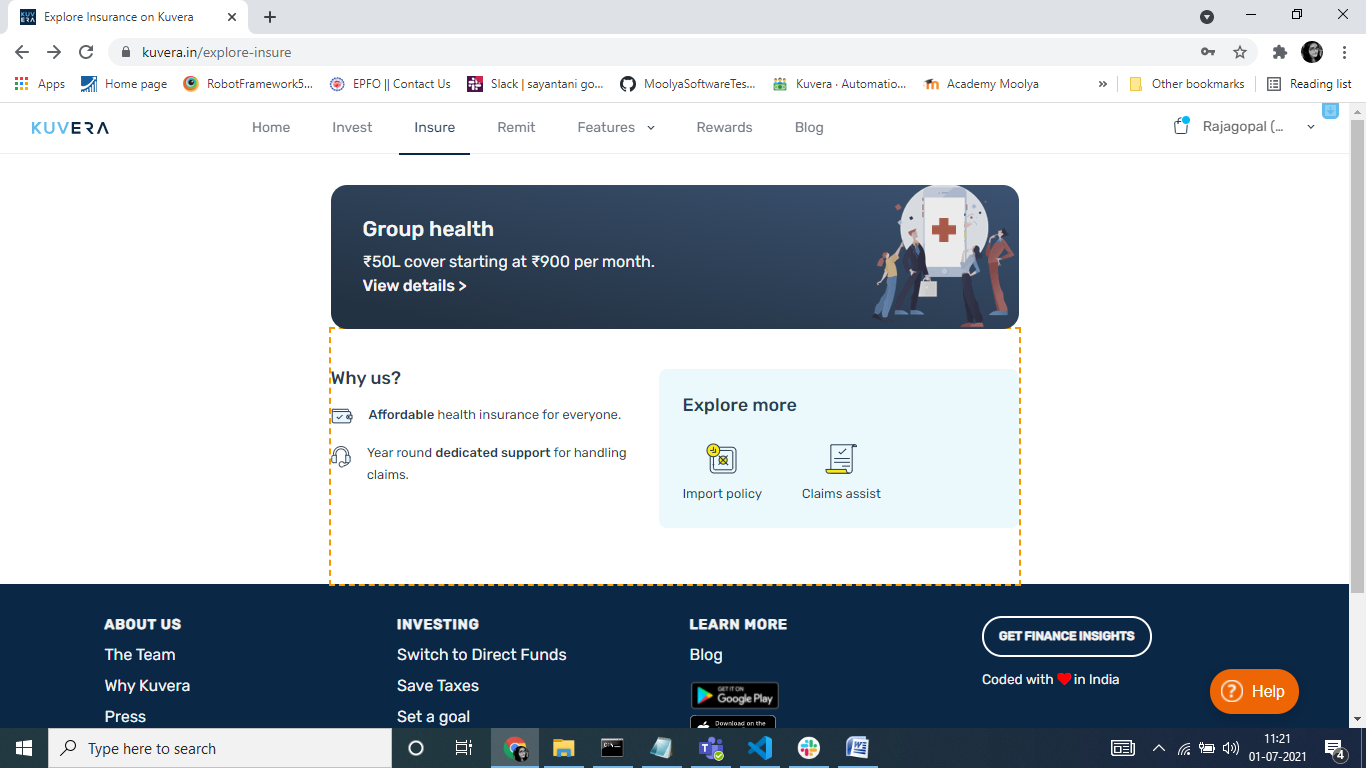 Explore Insurance on Kuvera
kuvera.in/explore-insure
Apps
Home page
RobotFramework5...
EPFO || Contact Us
Slack | sayantani go...
MoolyaSoftwareTes...
Kuvera · Automatio...
Academy Moolya
»
Other bookmarks
Reading list
KUVERA
Home
Invest
Insure
Remit
Features
Rewards
Blog
Rajagopal (...
Group health
₹50L cover starting at ₹900 per month.
View details >
Why us?
Affordable health insurance for everyone.
Year round dedicated support for handling
claims.
Explore more
Import policy
Claims assist
ABOUT US
The Team
Why Kuvera
Press
INVESTING
Switch to Direct Funds
Save Taxes
Set a goal
LEARN MORE
Blog
GET IT ON
Google Play
Download on the
GET FINANCE INSIGHTS
Coded with ❤ in India
Help
Type here to search
11:21
01-07-2021
4